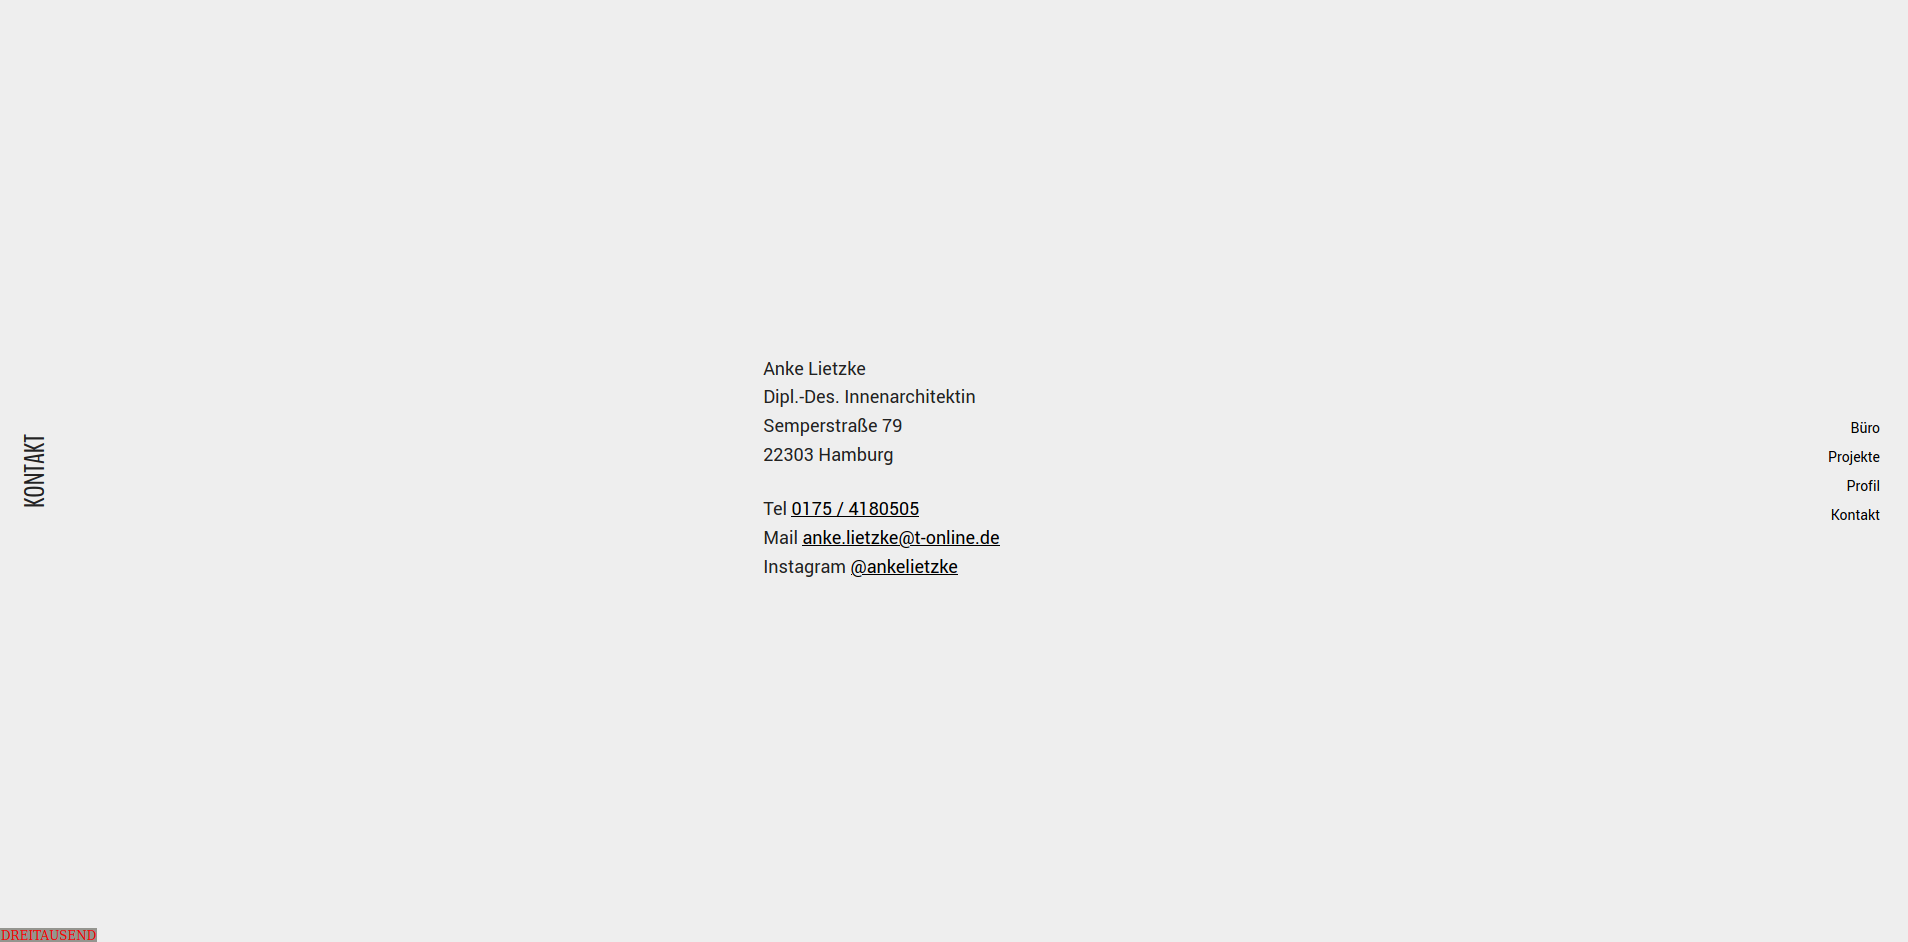 KONTAKT
Anke Lietzke
Dipl.-Des. Innenarchitektin
Semperstraße 79
22303 Hamburg
Tel 0175 / 4180505
Mail anke.lietzke@t-online.de
Instagram @ankelietzke
Büro
Projekte
Profil
Kontakt
DREITAUSEND